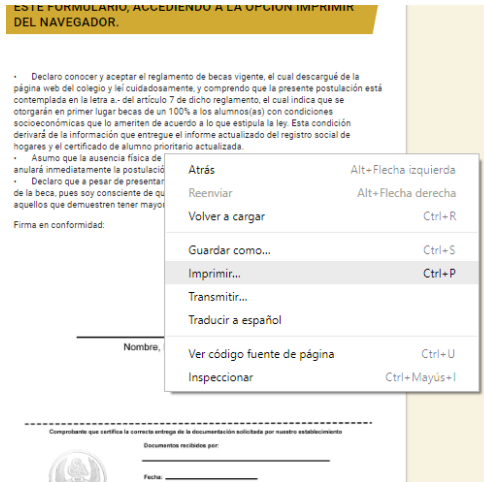 ESTE FORMULARIO, ACCEDIENDO A LA OPCIÓN IMPRIMIR
DEL NAVEGADOR.
• Declaro conocer y aceptar el reglamento de becas vigente, el cual descargué de la
página web del colegio y leí cuidadosamente, y comprendo que la presente postulación está
contemplada en la letra a.- del artículo 7 de dicho reglamento, el cual indica que se
otorgarán en primer lugar becas de un 100% a los alumnos(as) con condiciones
socioeconómicas que lo ameriten de acuerdo a lo que estipula la ley. Esta condición
derivará de la información que entregue el informe actualizado del registro social de
hogares y el certificado de alumno prioritario actualizada.
• Asumo que la ausencia física de
anulará inmediatamente la postulació
• Declaro que a pesar de presentar
de la beca, pues soy consciente de qu
aquellos que demuestren tener mayor
Firma en conformidad:
Atrás Alt+Flecha izquierda
Reenviar Alt+Flecha derecha
Volver a cargar Ctrl+R
Guardar como... Ctrl+S
Imprimir... Ctrl+P
Transmitir...
Traducir a español
Ver código fuente de página Ctrl+U
Inspeccionar Ctrl+Mayús+I
Nombre,
Comprobante que certifica la correcta entrega de la documentación solicitada por nuestro establecimiento
Documentos recibidos por:
Fecha: